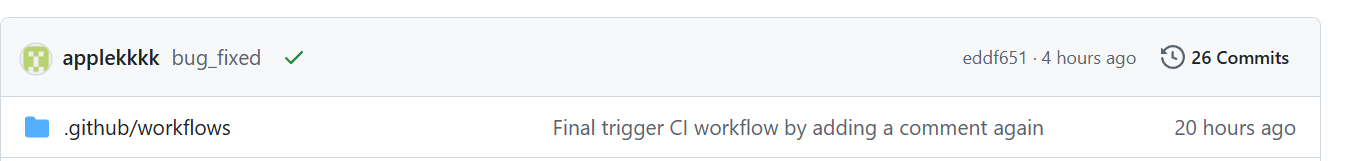 applekkkk bug_fixed eddf651 · 4 hours ago 26 Commits
.github/workflows Final trigger CI workflow by adding a comment again 20 hours ago